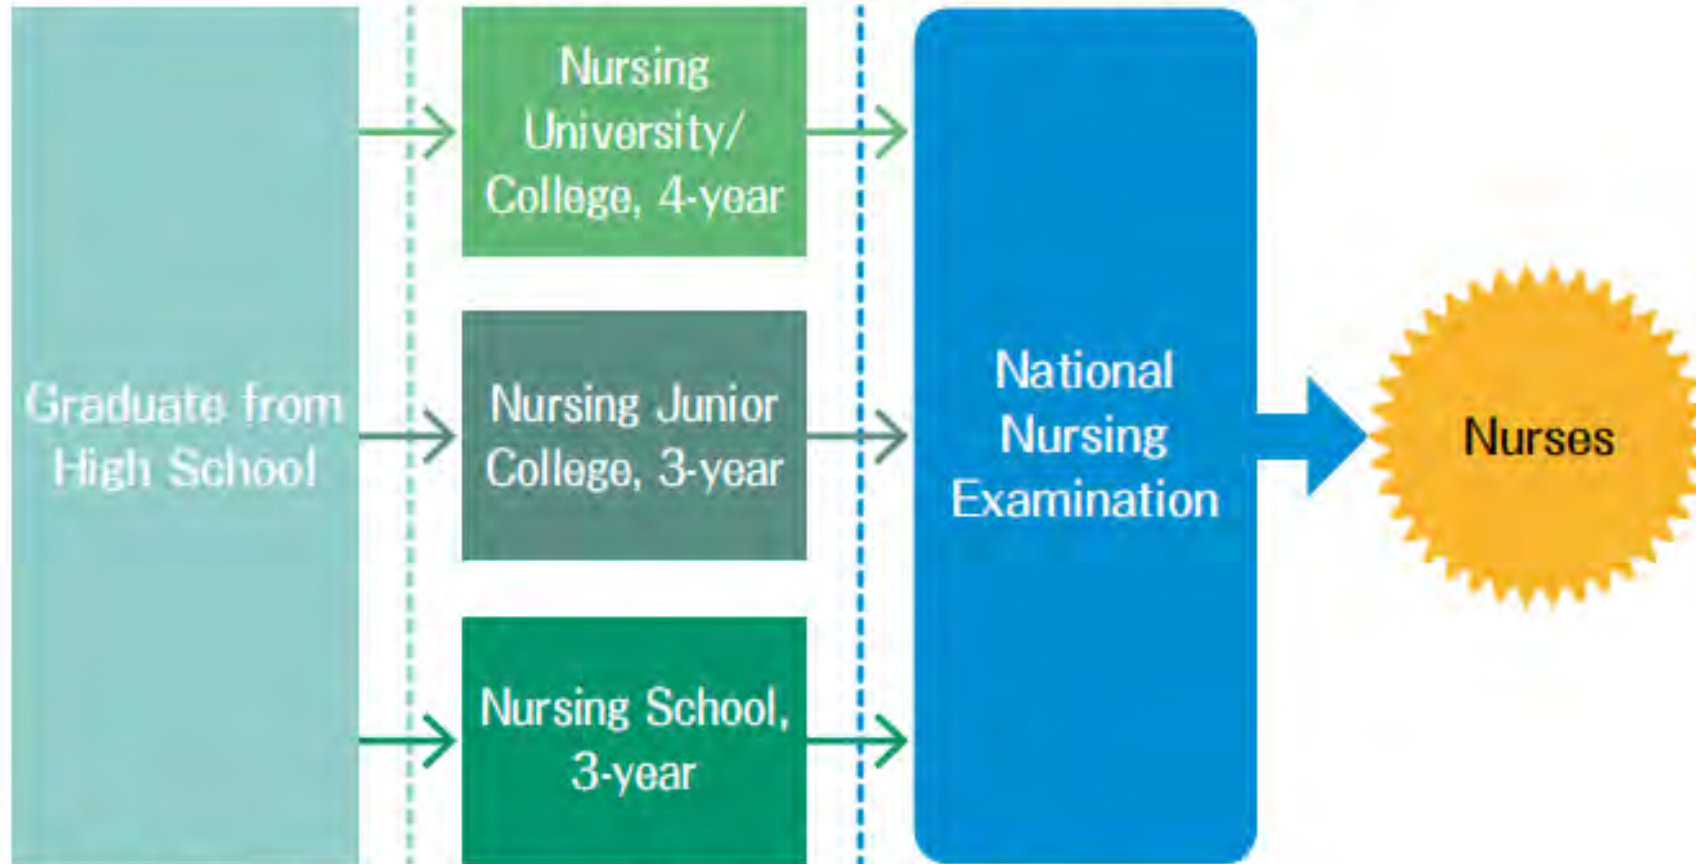 Graduate from
High School
Nursing
University/
College, 4-year
Nursing Junior
College, 3-year
Nursing School,
3-year
National
Nursing
Examination
Nurses